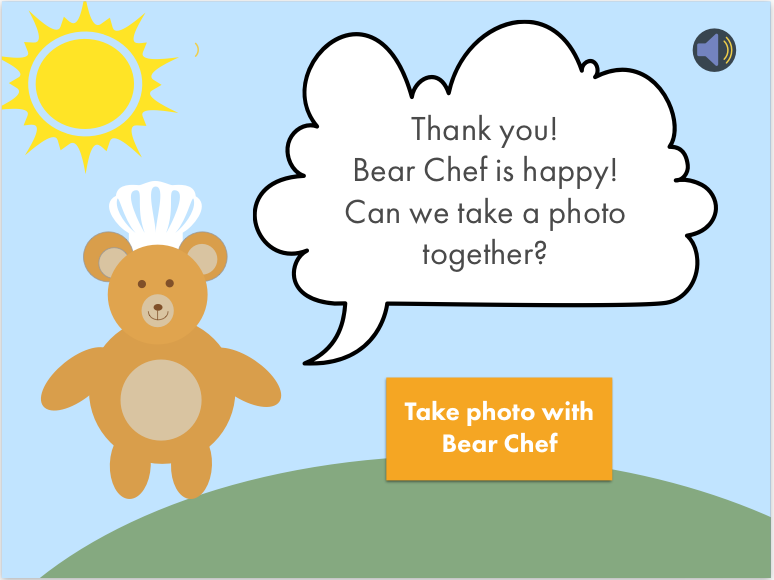 Thank you!
Bear Chef is happy!
Can we take a photo
together?
Take photo with
Bear Chef